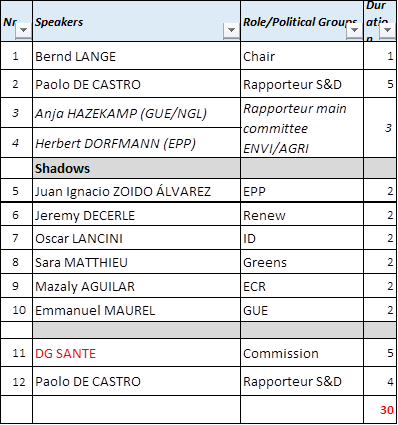 Nr Speakers Role/Political Groups Dur atio n
1 Bernd LANGE Chair 1
2 Paolo DE CASTRO Rapporteur S&D 5
3 Anja HAZEKAMP (GUE/NGL) Rapporteur main committee ENVI/AGRI 3
4 Herbert DORFMANN (EPP)
Shadows
5 Juan Ignacio ZOIDO ÁLVAREZ EPP 2
6 Jeremy DECERLE Renew 2
7 Oscar LANCINI ID 2
8 Sara MATTHIEU Greens 2
9 Mazaly AGUILAR ECR 2
10 Emmanuel MAUREL GUE 2
11 DG SANTE Commission 5
12 Paolo DE CASTRO Rapporteur S&D 4
30